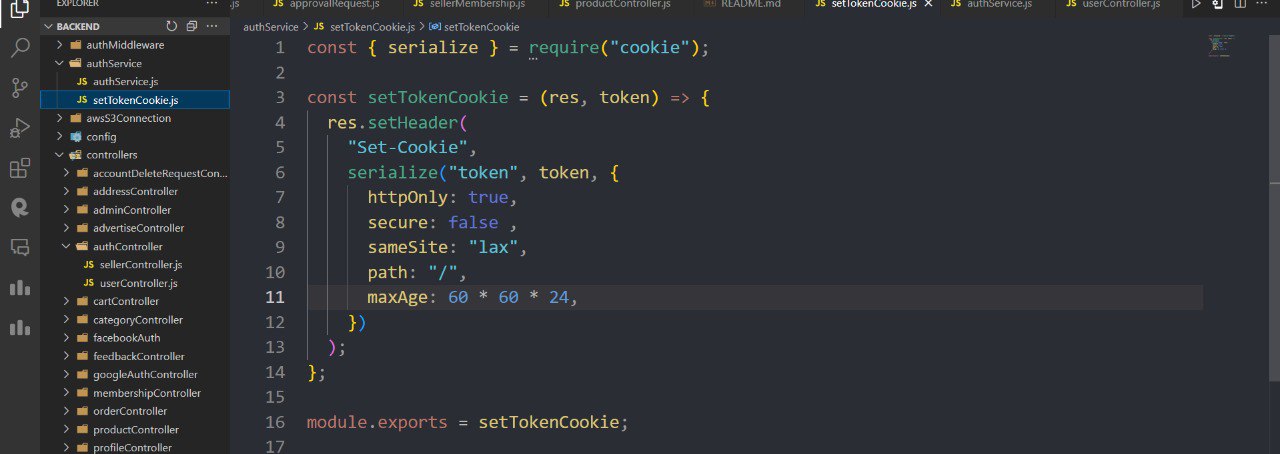 EXPLORER ···
.js
JS approvalRequest.js
JS sellerMembership.js
JS productController.js
README.md
JS setTokenCookie.js
JS authService.js
JS userController.js
BACKEND
authMiddleware
authService
JS authService.js
JS setTokenCookie.js
awsS3Connection
config
controllers
accountDeleteRequestCon...
addressController
adminController
advertiseController
authController
JS sellerController.js
JS userController.js
cartController
categoryController
facebookAuth
feedbackController
googleAuthController
membershipController
orderController
productController
profileController
authService > JS setTokenCookie.js > setTokenCookie
1 const { serialize } = require("cookie");
2
3 const setTokenCookie = (res, token) => {
4 res.setHeader(
5 "Set-Cookie",
6 serialize("token", token, {
7 httpOnly: true,
8 secure: false ,
9 sameSite: "lax",
10 path: "/",
11 maxAge: 60 * 60 * 24,
12 })
13 );
14 };
15
16 module.exports = setTokenCookie;
17